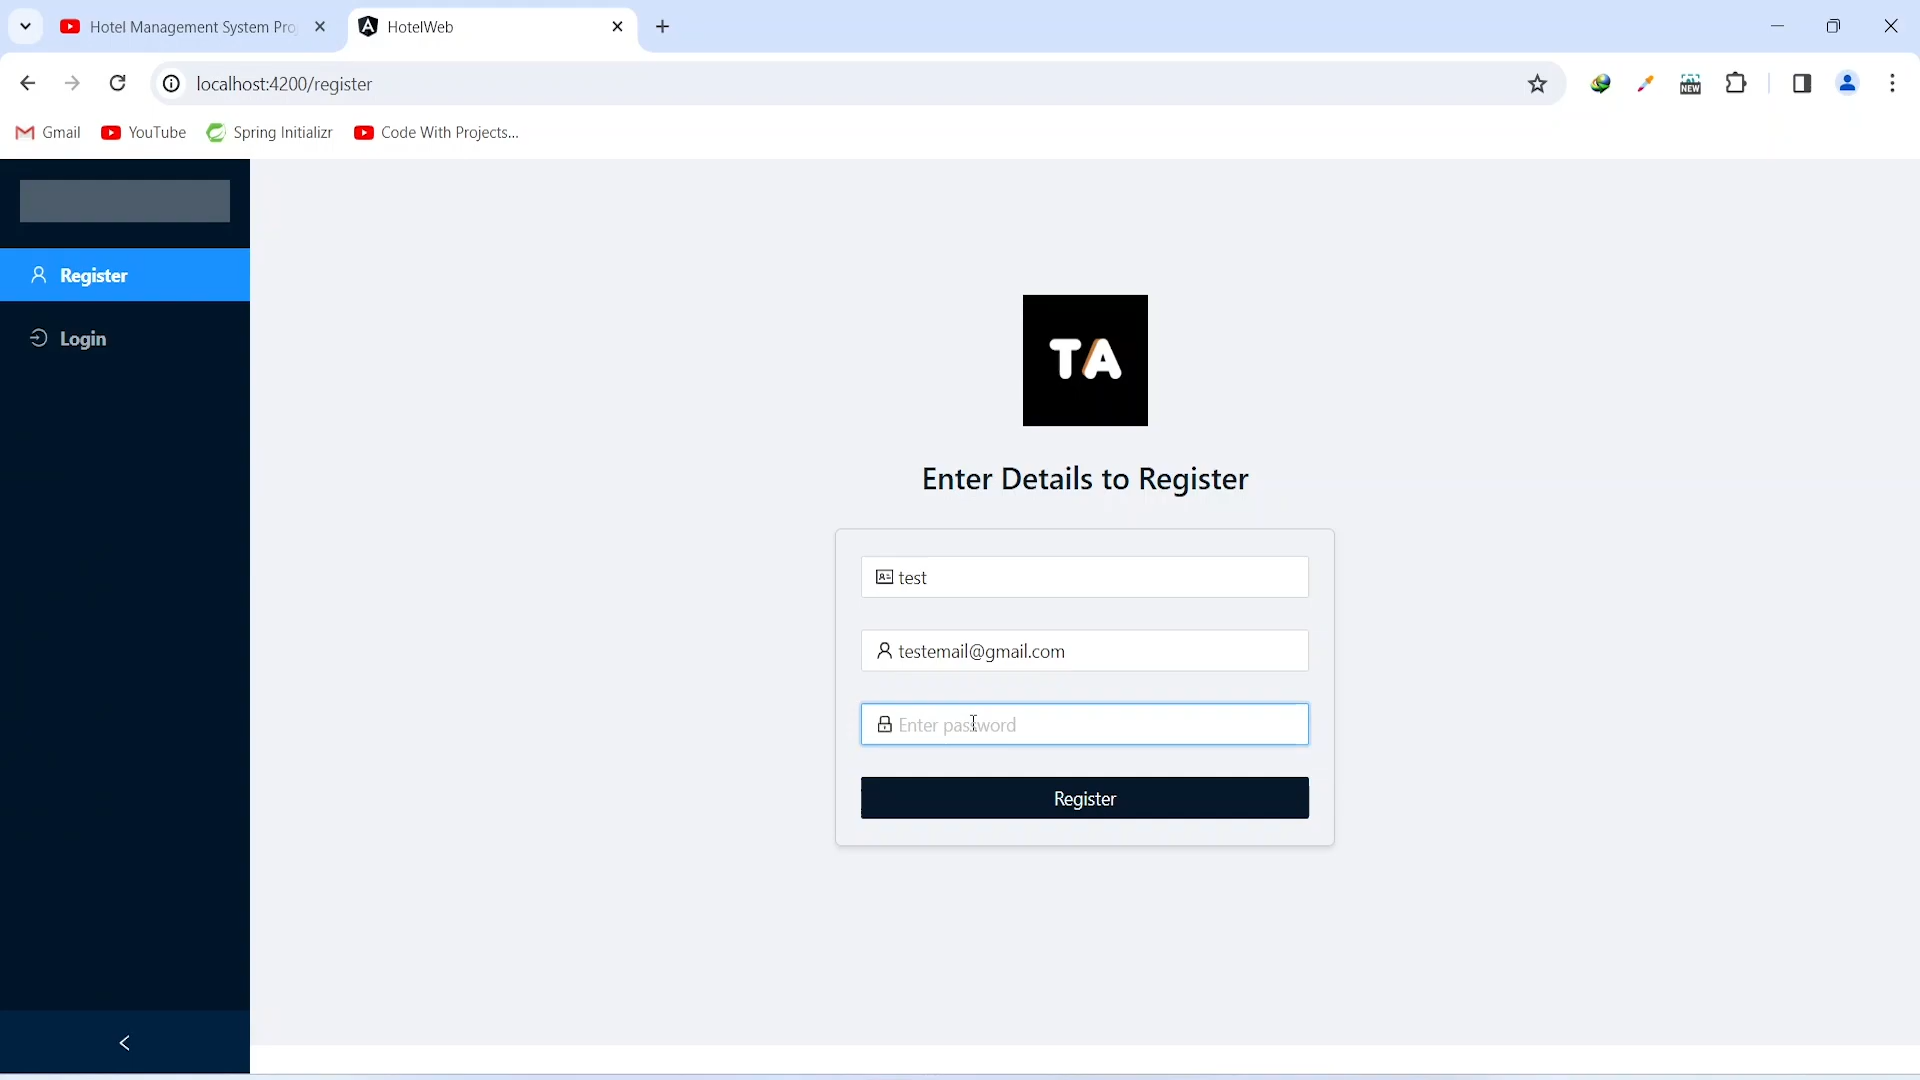 Hotel Management System Pro
HotelWeb
localhost:4200/register
NEW
Gmail
YouTube
Spring Initializr
Code With Projects...
Register
Login
TA
Enter Details to Register
test
testemail@gmail.com
Enter password
Register